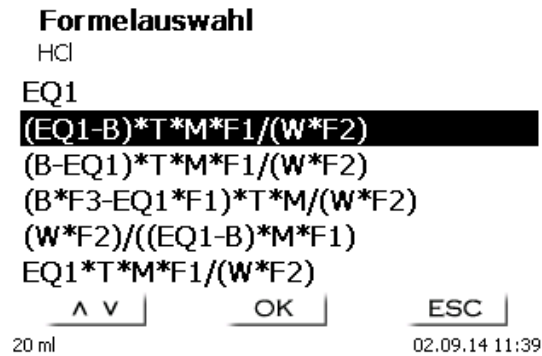 Formelauswahl
HCl
EQ1
(EQ1-B)*T*M*F1/(W*F2)
(B-EQ1)*T*M*F1/(W*F2)
(B*F3-EQ1*F1)*T*M/(W*F2)
(W*F2)/((EQ1-B)*M*F1)
EQ1*T*M*F1/(W*F2)
∧ ∨ OK ESC
20 ml 02.09.14 11:39